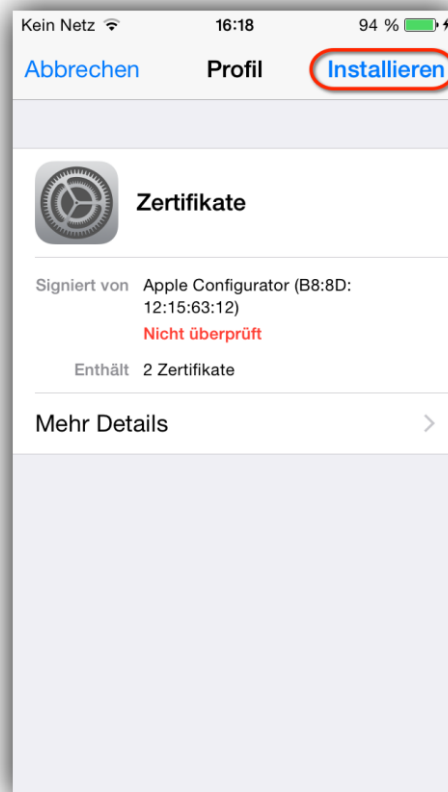 Kein Netz 16:18 94 %
Abbrechen Profil Installieren
Zertifikate
Signiert von Apple Configurator (B8:8D:
12:15:63:12)
Nicht überprüft
Enthält 2 Zertifikate
Mehr Details